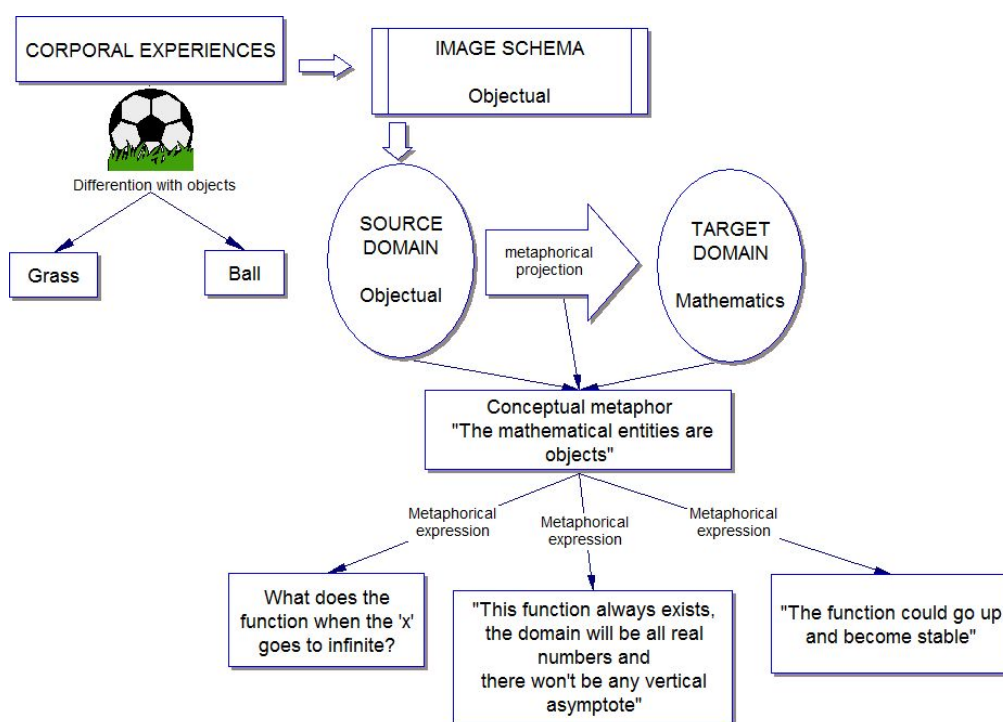 CORPORAL EXPERIENCES
IMAGE SCHEMA
Objectual
Differention with objects
Grass
Ball
SOURCE
DOMAIN
Objectual
metaphorical
projection
TARGET
DOMAIN
Mathematics
Conceptual metaphor
"The mathematical entities are
objects"
Metaphorical
expression
Metaphorical
expression
Metaphorical
expression
What does the
function when the 'x'
goes to infinite?
"This function always exists,
the domain will be all real
numbers and
there won't be any vertical
asymptote"
"The function could go up
and become stable"